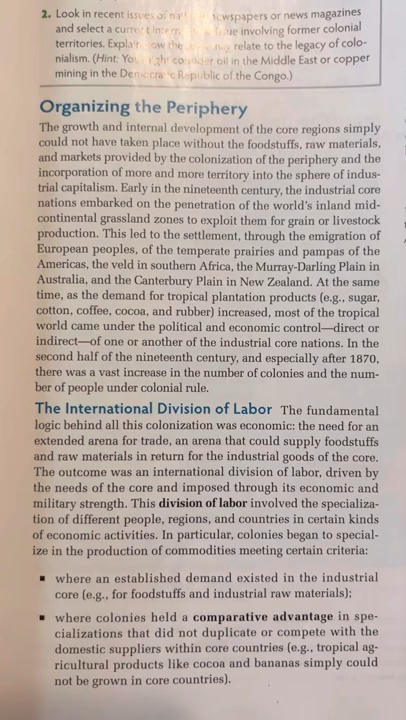 2. Look in recent issues of newspapers or news magazines
and select a current issue involving former colonial
territories. Explain how the relate to the legacy of colo-
nialism. (Hint: You might consider oil in the Middle East or copper
mining in the Democratic Republic of the Congo.)
Organizing the Periphery
The growth and internal development of the core regions simply
could not have taken place without the foodstuffs, raw materials,
and markets provided by the colonization of the periphery and the
incorporation of more and more territory into the sphere of indus-
trial capitalism. Early in the nineteenth century, the industrial core
nations embarked on the penetration of the world's inland mid-
continental grassland zones to exploit them for grain or livestock
production. This led to the settlement, through the emigration of
European peoples, of the temperate prairies and pampas of the
Americas, the veld in southern Africa, the Murray-Darling Plain in
Australia, and the Canterbury Plain in New Zealand. At the same
time, as the demand for tropical plantation products (e.g., sugar,
cotton, coffee, cocoa, and rubber) increased, most of the tropical
world came under the political and economic control—direct or
indirect—of one or another of the industrial core nations. In the
second half of the nineteenth century, and especially after 1870,
there was a vast increase in the number of colonies and the num-
ber of people under colonial rule.
The International Division of Labor The fundamental
logic behind all this colonization was economic: the need for an
extended arena for trade, an arena that could supply foodstuffs
and raw materials in return for the industrial goods of the core.
The outcome was an international division of labor, driven by
the needs of the core and imposed through its economic and
military strength. This division of labor involved the specializa-
tion of different people, regions, and countries in certain kinds
of economic activities. In particular, colonies began to special-
ize in the production of commodities meeting certain criteria:
▪ where an established demand existed in the industrial
core (e.g., for foodstuffs and industrial raw materials);
▪ where colonies held a comparative advantage in spe-
cializations that did not duplicate or compete with the
domestic suppliers within core countries (e.g., tropical ag-
ricultural products like cocoa and bananas simply could
not be grown in core countries).